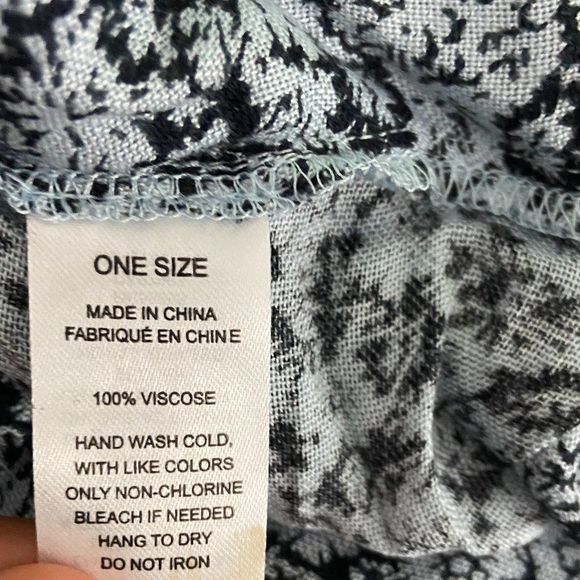 ONE SIZE
MADE IN CHINA
FABRIQUÉ EN CHINE
100% VISCOSE
HAND WASH COLD,
WITH LIKE COLORS
ONLY NON-CHLORINE
BLEACH IF NEEDED
HANG TO DRY
DO NOT IRON